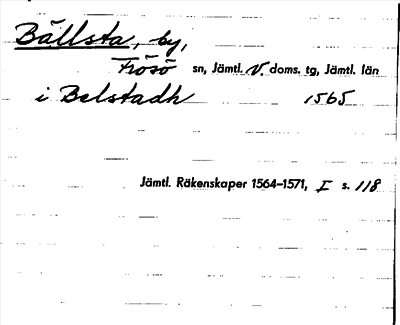 Bällsta, by,
Frösö sn, Jämtl. V. doms. tg, Jämtl. län
i Belstadh 1565
Jämtl. Räkenskaper 1564–1571, I s. 118